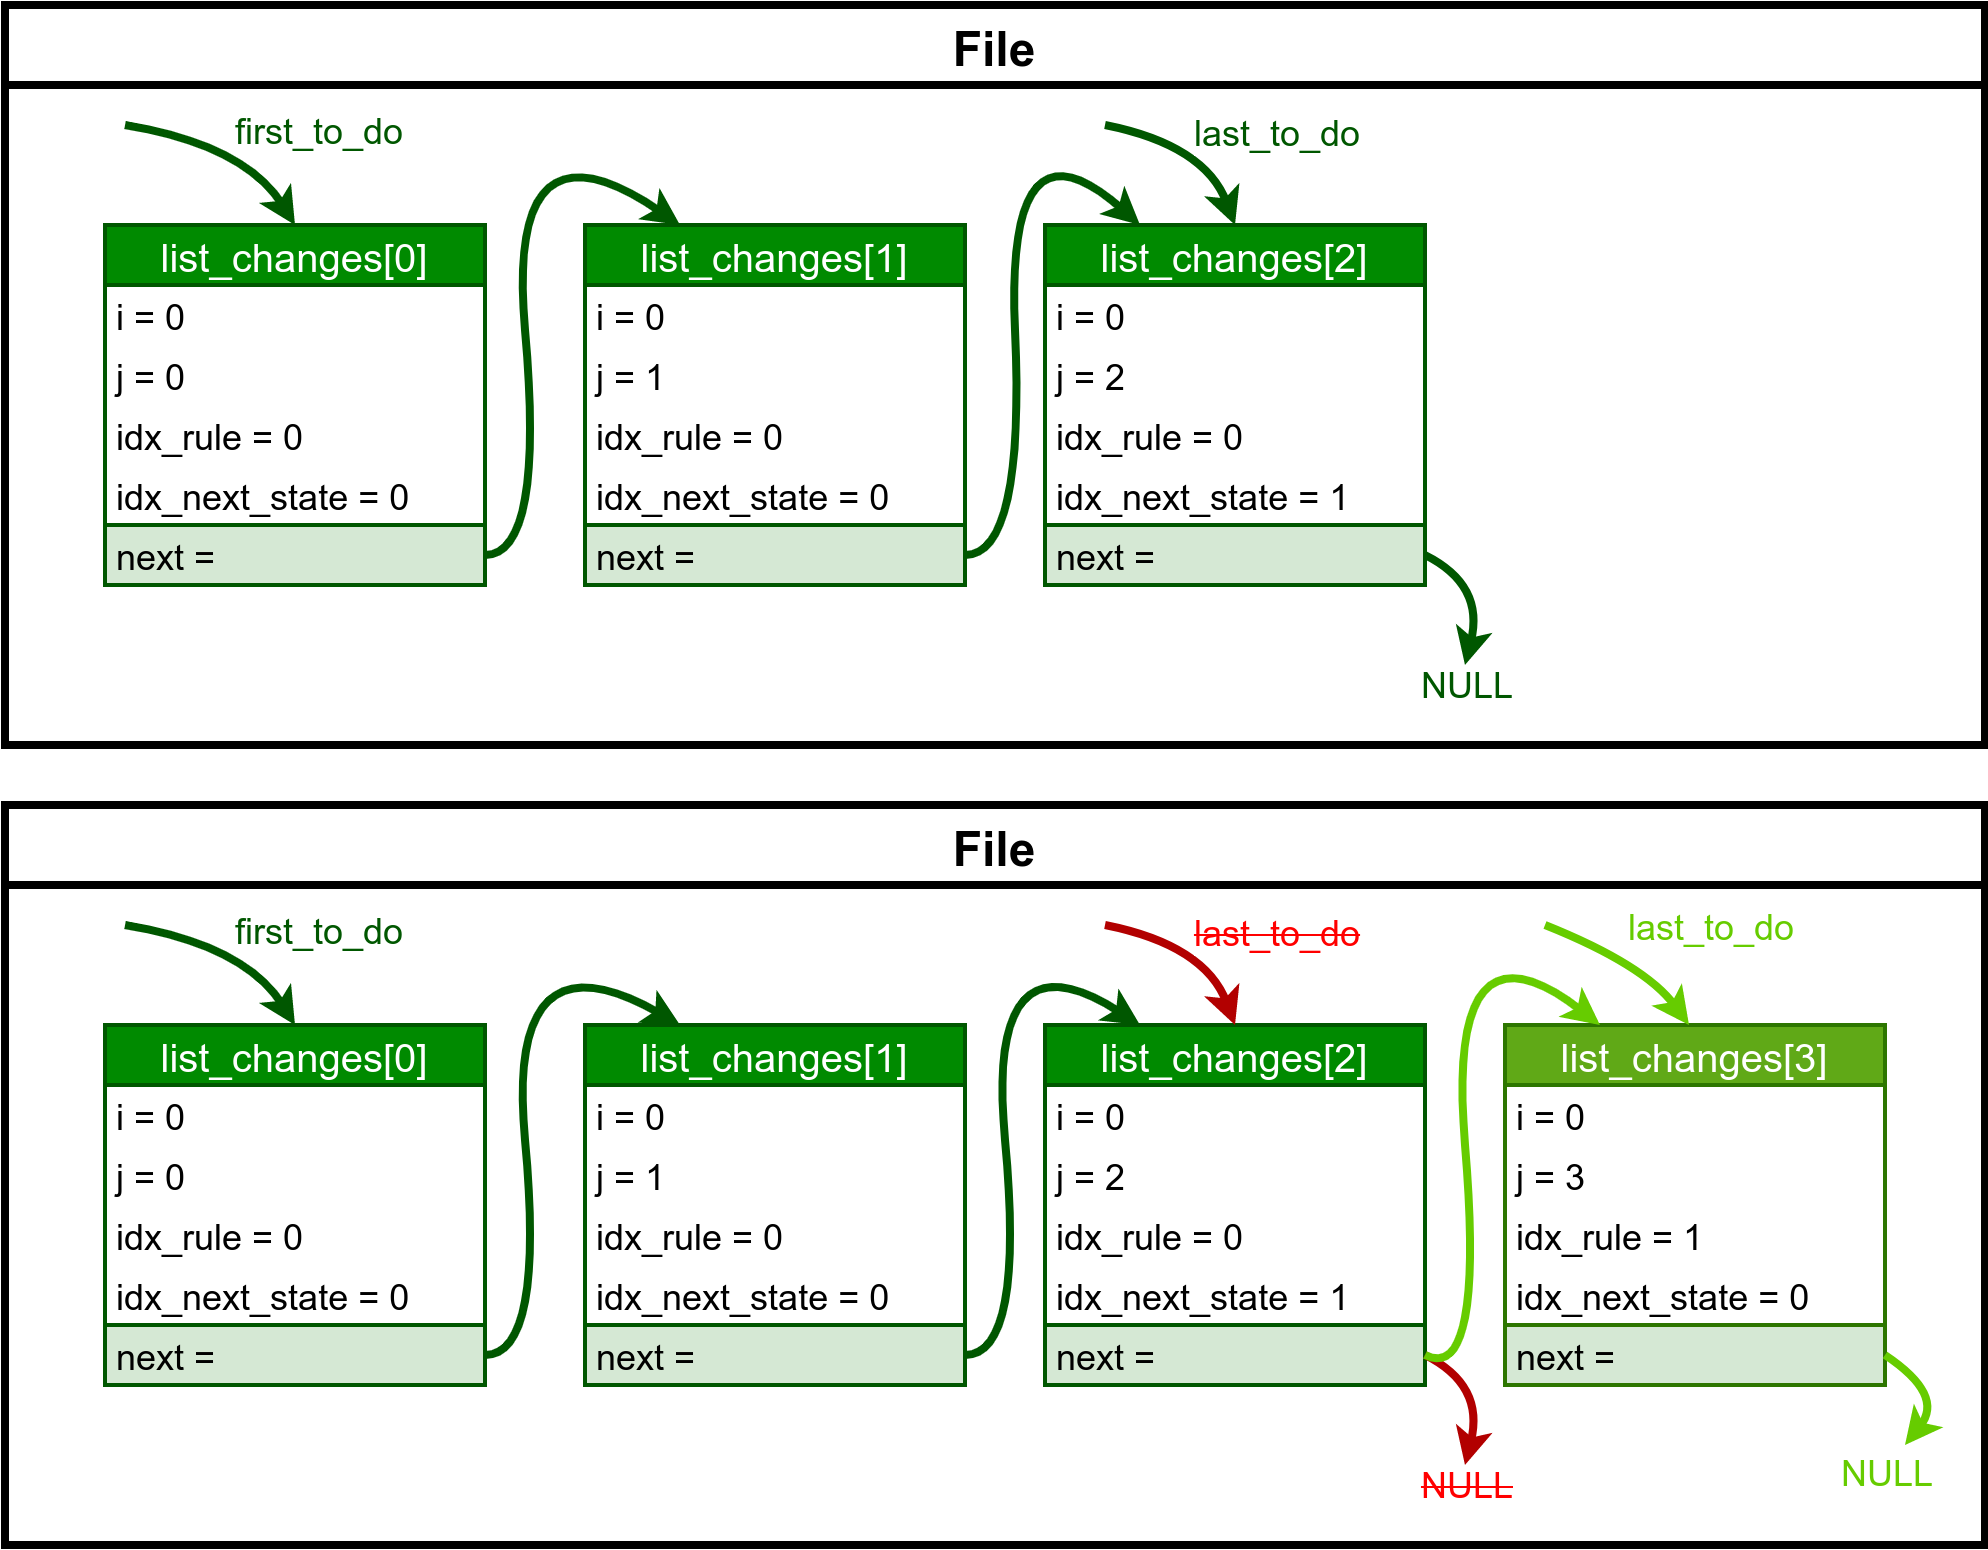 File
first_to_do
last_to_do
list_changes[0]
i = 0
j = 0
idx_rule = 0
idx_next_state = 0
next =
list_changes[1]
i = 0
j = 1
idx_rule = 0
idx_next_state = 0
next =
list_changes[2]
i = 0
j = 2
idx_rule = 0
idx_next_state = 1
next =
NULL
File
first_to_do
last_to_do
last_to_do
list_changes[0]
i = 0
j = 0
idx_rule = 0
idx_next_state = 0
next =
list_changes[1]
i = 0
j = 1
idx_rule = 0
idx_next_state = 0
next =
list_changes[2]
i = 0
j = 2
idx_rule = 0
idx_next_state = 1
next =
list_changes[3]
i = 0
j = 3
idx_rule = 1
idx_next_state = 0
next =
NULL
NULL